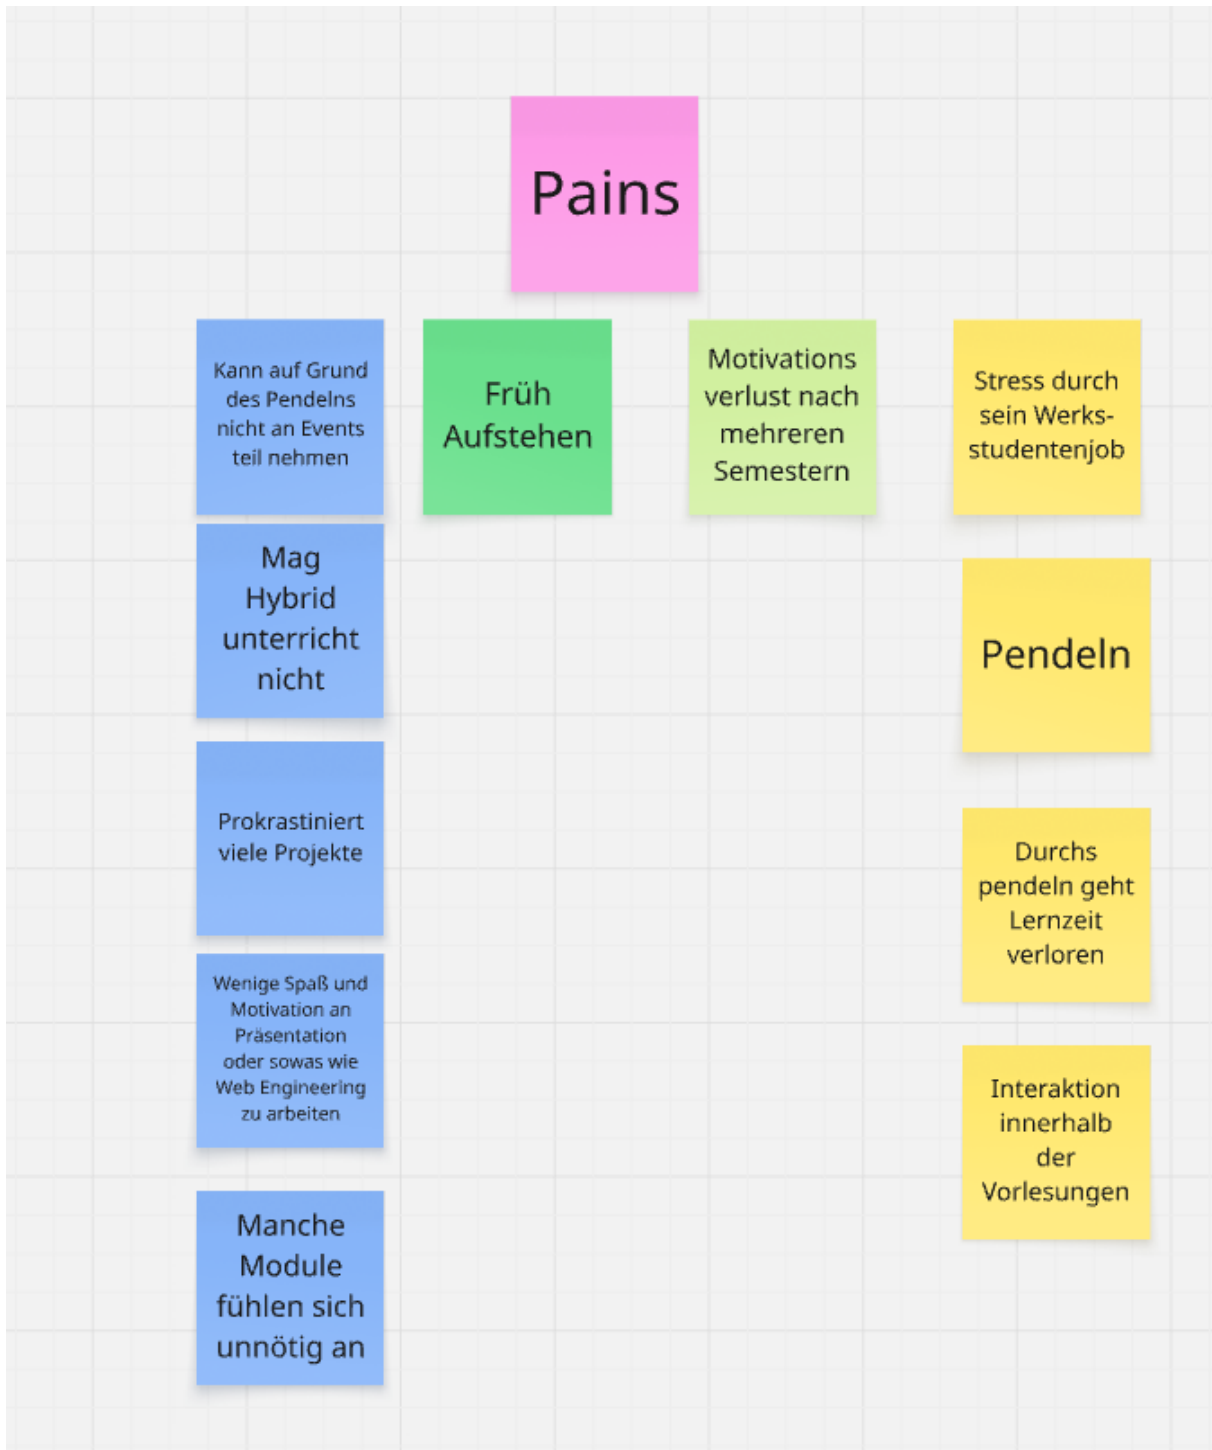 Pains
Kann auf Grund
des Pendelns
nicht an Events
teil nehmen
Früh
Aufstehen
Motivations
verlust nach
mehreren
Semestern
Stress durch
sein Werks-
studentenjob
Mag
Hybrid
unterricht
nicht
Pendeln
Prokrastiniert
viele Projekte
Durchs
pendeln geht
Lernzeit
verloren
Wenige Spaß und
Motivation an
Präsentation
oder sowas wie
Web Engineering
zu arbeiten
Interaktion
innerhalb
der
Vorlesungen
Manche
Module
fühlen sich
unnötig an